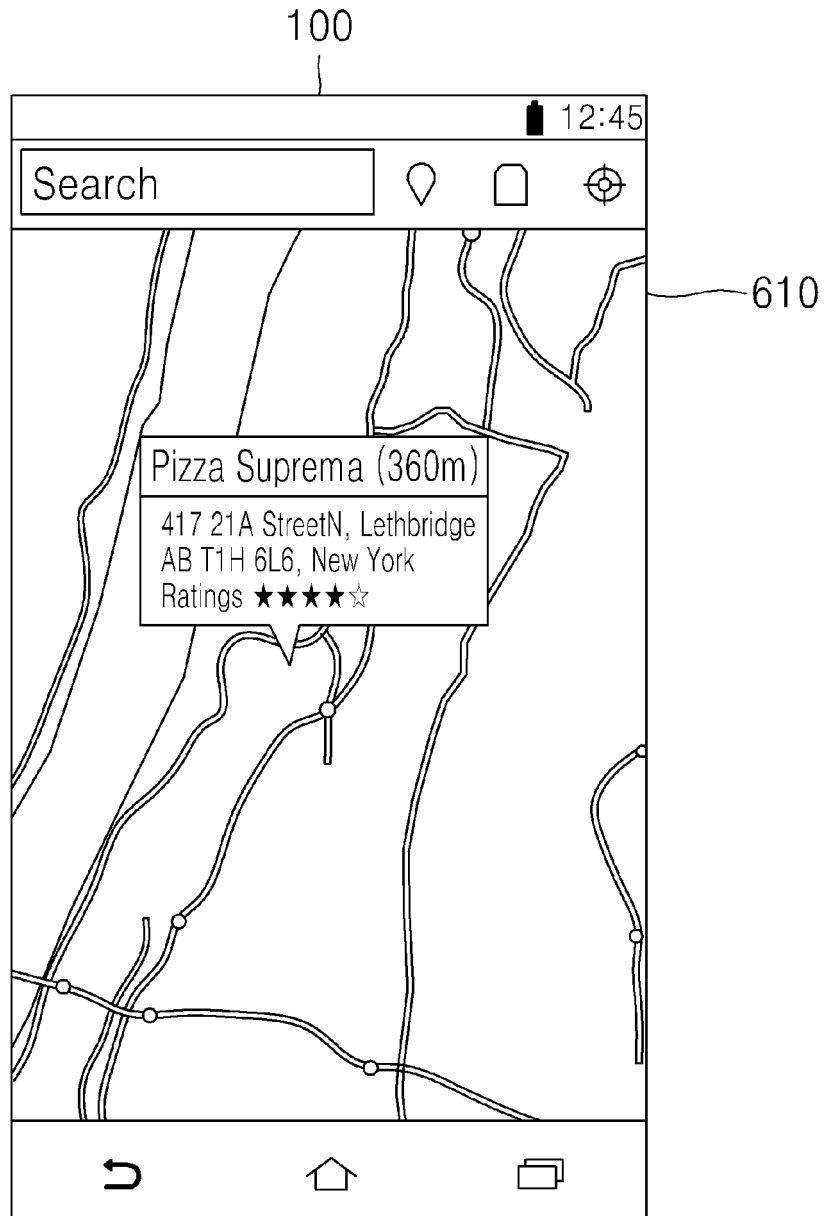 100
12:45
Search
610
Pizza Suprema (360m)
417 21A StreetN, Lethbridge
AB T1H 6L6, New York
Ratings ★★★★☆